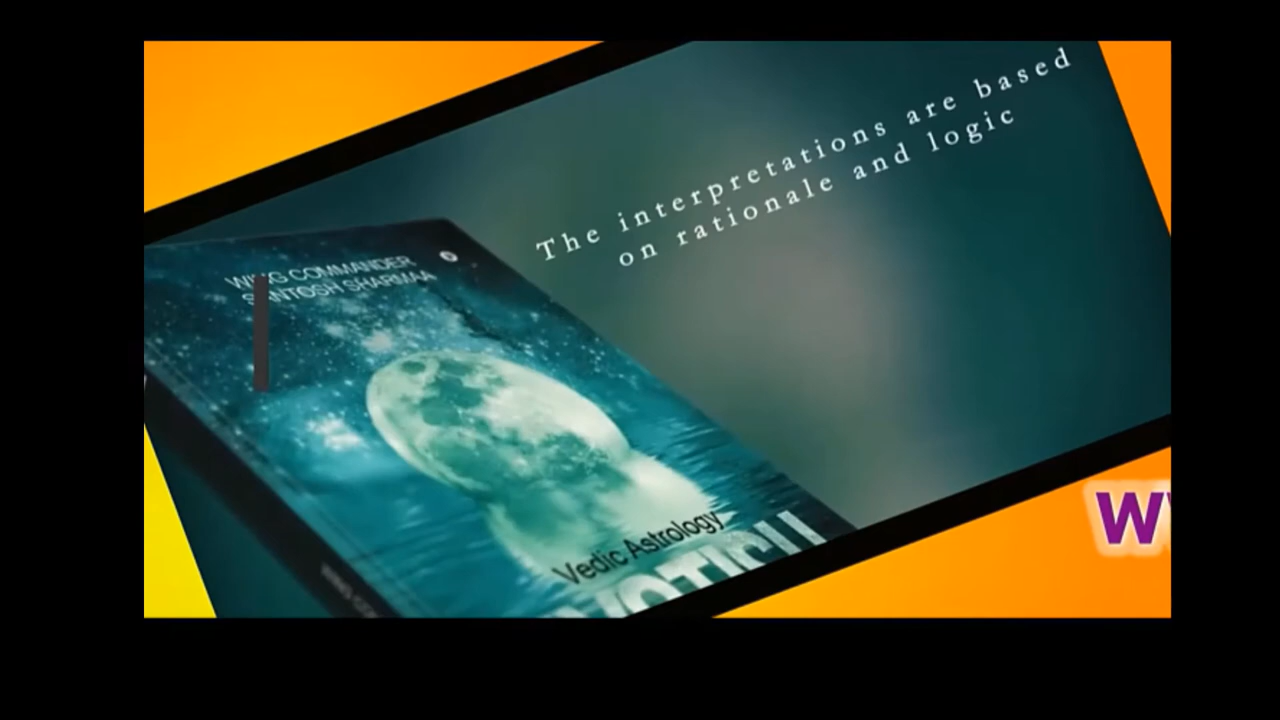 The interpretations are based
on rationale and logic
WING COMMANDER
SANTOSH SHARMAA
Vedic Astrology